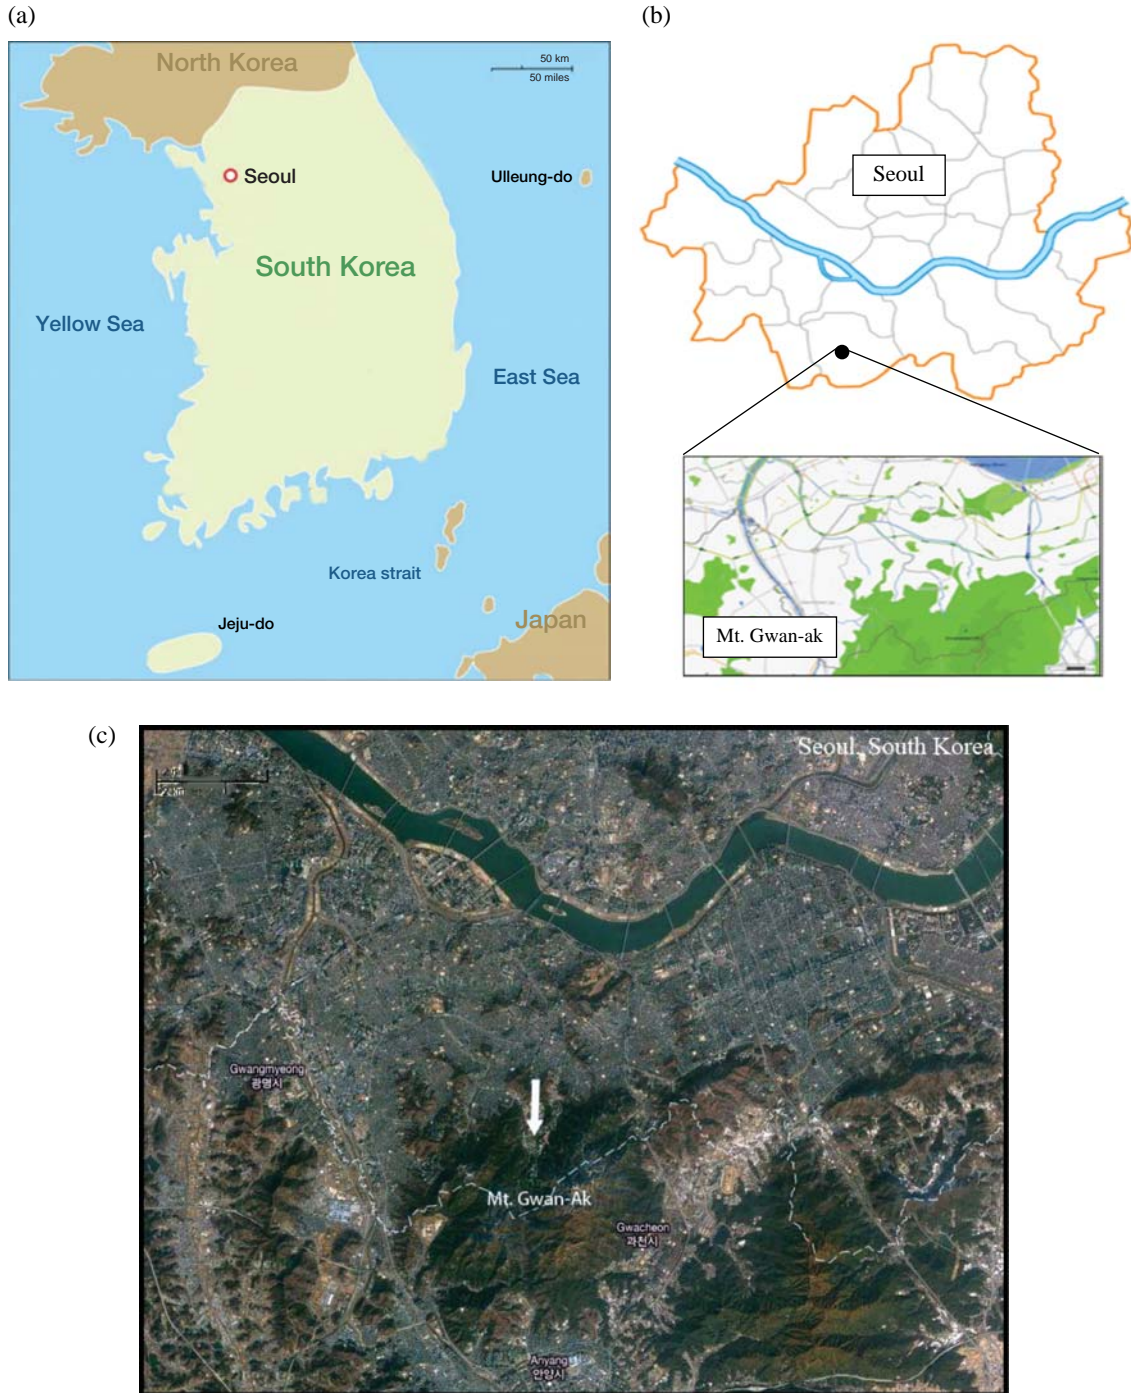 (a)
North Korea
50 km
50 miles
Seoul
Ulleung-do
South Korea
Yellow Sea
East Sea
Korea strait
Jeju-do
Japan
(b)
Seoul
Mt. Gwan-ak
(c)
Seoul, South Korea
Gwangmyeong
광명시
Mt. Gwan-Ak
Gwacheon
과천시
Anyang
안양시